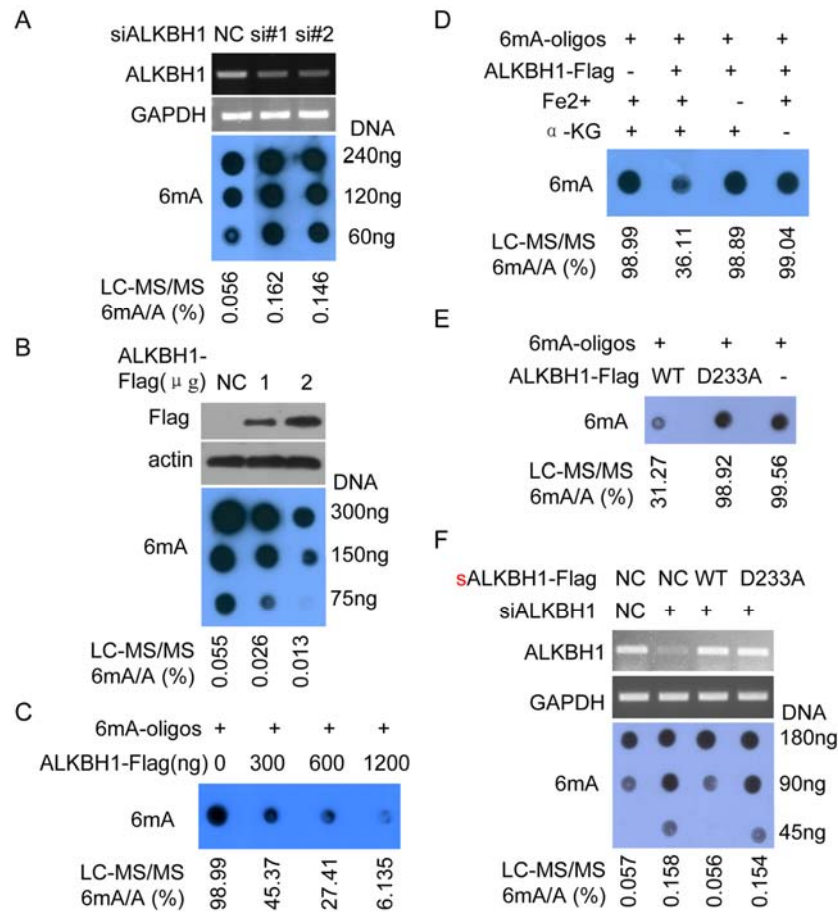 A
siALKBH1 NC si#1 si#2
ALKBH1
GAPDH
DNA
240ng
6mA 120ng
60ng
LC-MS/MS
6mA/A (%)
0.056 0.162 0.146
B
ALKBH1-
Flag(μg) NC 1 2
Flag
actin
DNA
300ng
6mA 150ng
75ng
LC-MS/MS
6mA/A (%)
0.055 0.026 0.013
C
6mA-oligos + + + +
ALKBH1-Flag(ng) 0 300 600 1200
6mA
LC-MS/MS
6mA/A (%)
98.99 45.37 27.41 6.135
D
6mA-oligos + + + +
ALKBH1-Flag - + + +
Fe2+ + + - +
α-KG + + + -
6mA
LC-MS/MS
6mA/A (%)
98.99 36.11 98.89 99.04
E
6mA-oligos + + +
ALKBH1-Flag WT D233A -
6mA
LC-MS/MS
6mA/A (%)
31.27 98.92 99.56
F
sALKBH1-Flag NC NC WT D233A
siALKBH1 NC + + +
ALKBH1
GAPDH
DNA
180ng
6mA 90ng
45ng
LC-MS/MS
6mA/A (%)
0.057 0.158 0.056 0.154